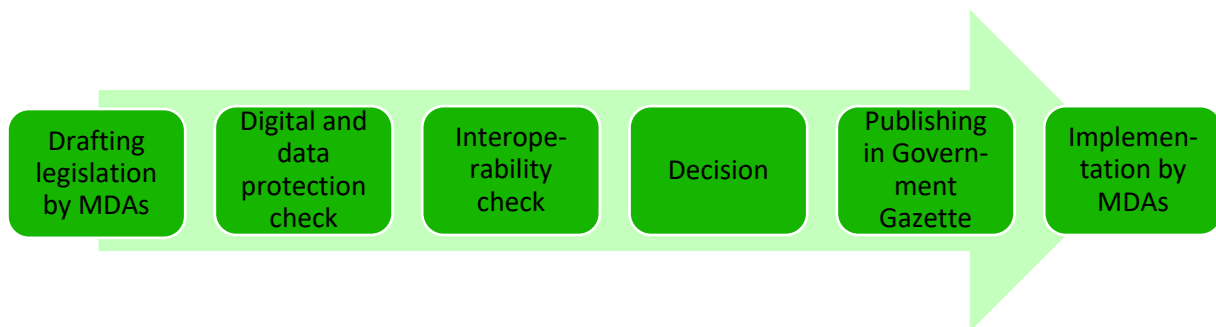 Drafting
legislation
by MDAs
Digital and
data
protection
check
Interope-
rability
check
Decision
Publishing
in Govern-
ment
Gazette
Implemen-
tation by
MDAs